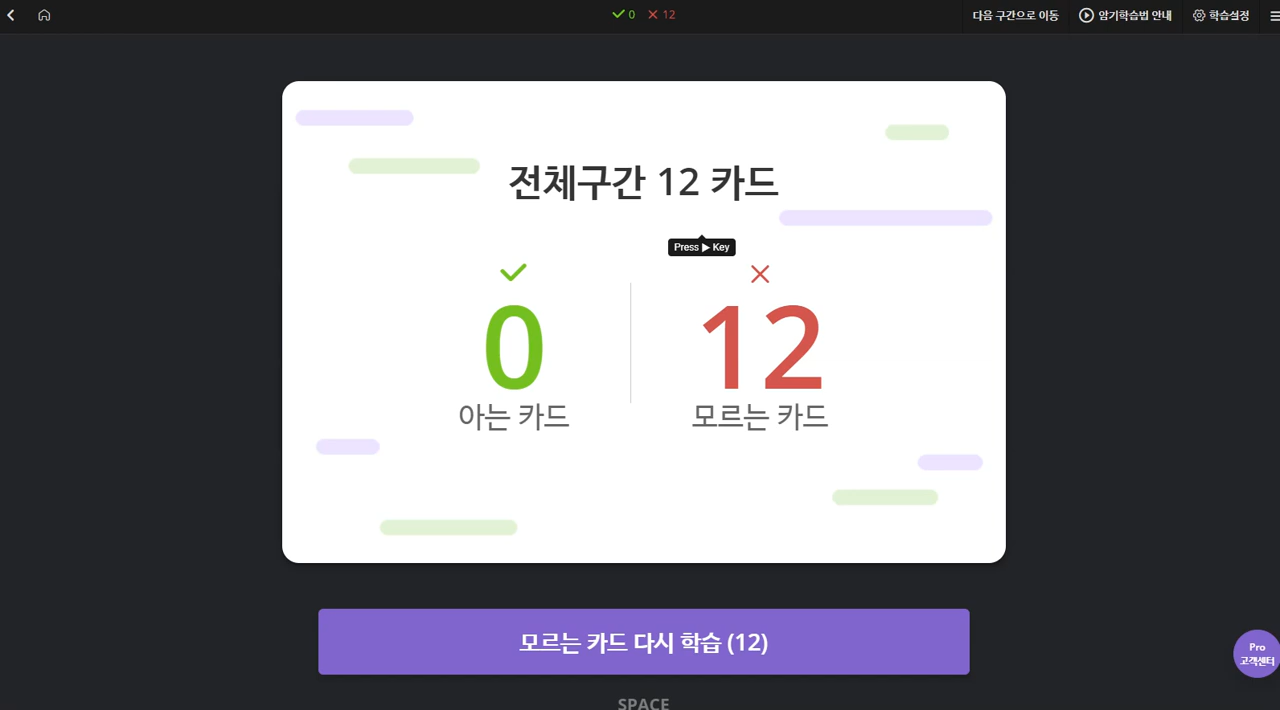 0 12 다음 구간으로 이동 암기학습법 안내 학습설정
전체구간 12 카드
Press ▶ Key
0 12
아는 카드 모르는 카드
모르는 카드 다시 학습 (12)
Pro
고객센터
SPACE